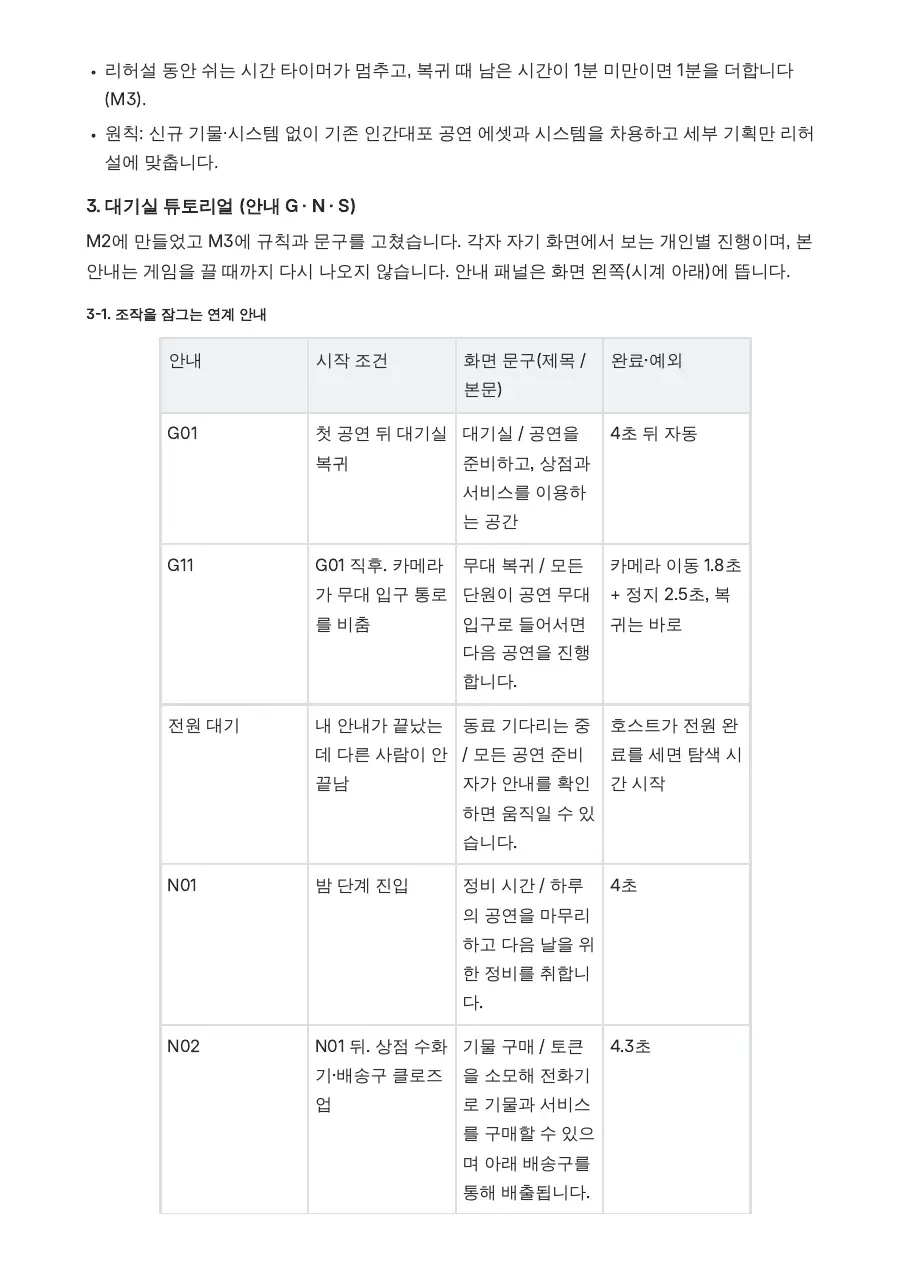 • 리허설 동안 쉬는 시간 타이머가 멈추고, 복귀 때 남은 시간이 1분 미만이면 1분을 더합니다
(M3).
• 원칙: 신규 기물·시스템 없이 기존 인간대포 공연 에셋과 시스템을 차용하고 세부 기획만 리허
설에 맞춥니다.
3. 대기실 튜토리얼 (안내 G · N · S)
M2에 만들었고 M3에 규칙과 문구를 고쳤습니다. 각자 자기 화면에서 보는 개인별 진행이며, 본
안내는 게임을 끌 때까지 다시 나오지 않습니다. 안내 패널은 화면 왼쪽(시계 아래)에 뜹니다.
3-1. 조작을 잠그는 연계 안내
안내
시작 조건
화면 문구(제목 /
본문)
완료·예외
G01
첫 공연 뒤 대기실
복귀
대기실 / 공연을
준비하고, 상점과
서비스를 이용하
는 공간
4초 뒤 자동
G11
G01 직후. 카메라
가 무대 입구 통로
를 비춤
무대 복귀 / 모든
단원이 공연 무대
입구로 들어서면
다음 공연을 진행
합니다.
카메라 이동 1.8초
+ 정지 2.5초, 복
귀는 바로
전원 대기
내 안내가 끝났는
데 다른 사람이 안
끝남
동료 기다리는 중
/ 모든 공연 준비
자가 안내를 확인
하면 움직일 수 있
습니다.
호스트가 전원 완
료를 세면 탐색 시
간 시작
N01
밤 단계 진입
정비 시간 / 하루
의 공연을 마무리
하고 다음 날을 위
한 정비를 취합니
다.
4초
N02
N01 뒤. 상점 수화
기·배송구 클로즈
업
기물 구매 / 토큰
을 소모해 전화기
로 기물과 서비스
를 구매할 수 있으
며 아래 배송구를
통해 배출됩니다.
4.3초